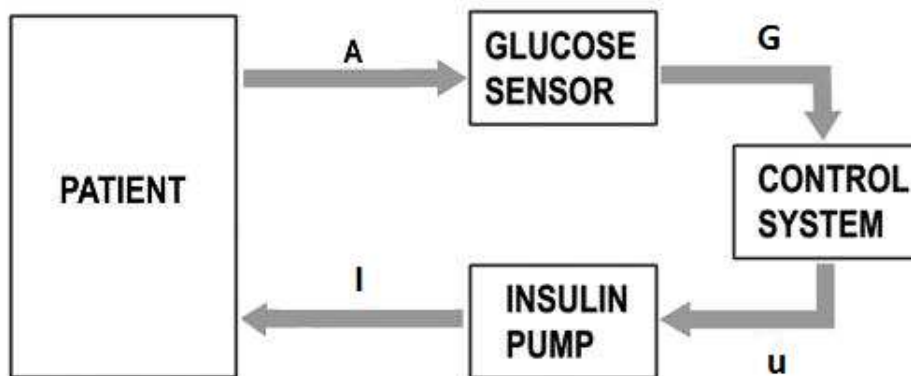 A
GLUCOSE
SENSOR
G
PATIENT
CONTROL
SYSTEM
I
INSULIN
PUMP
u